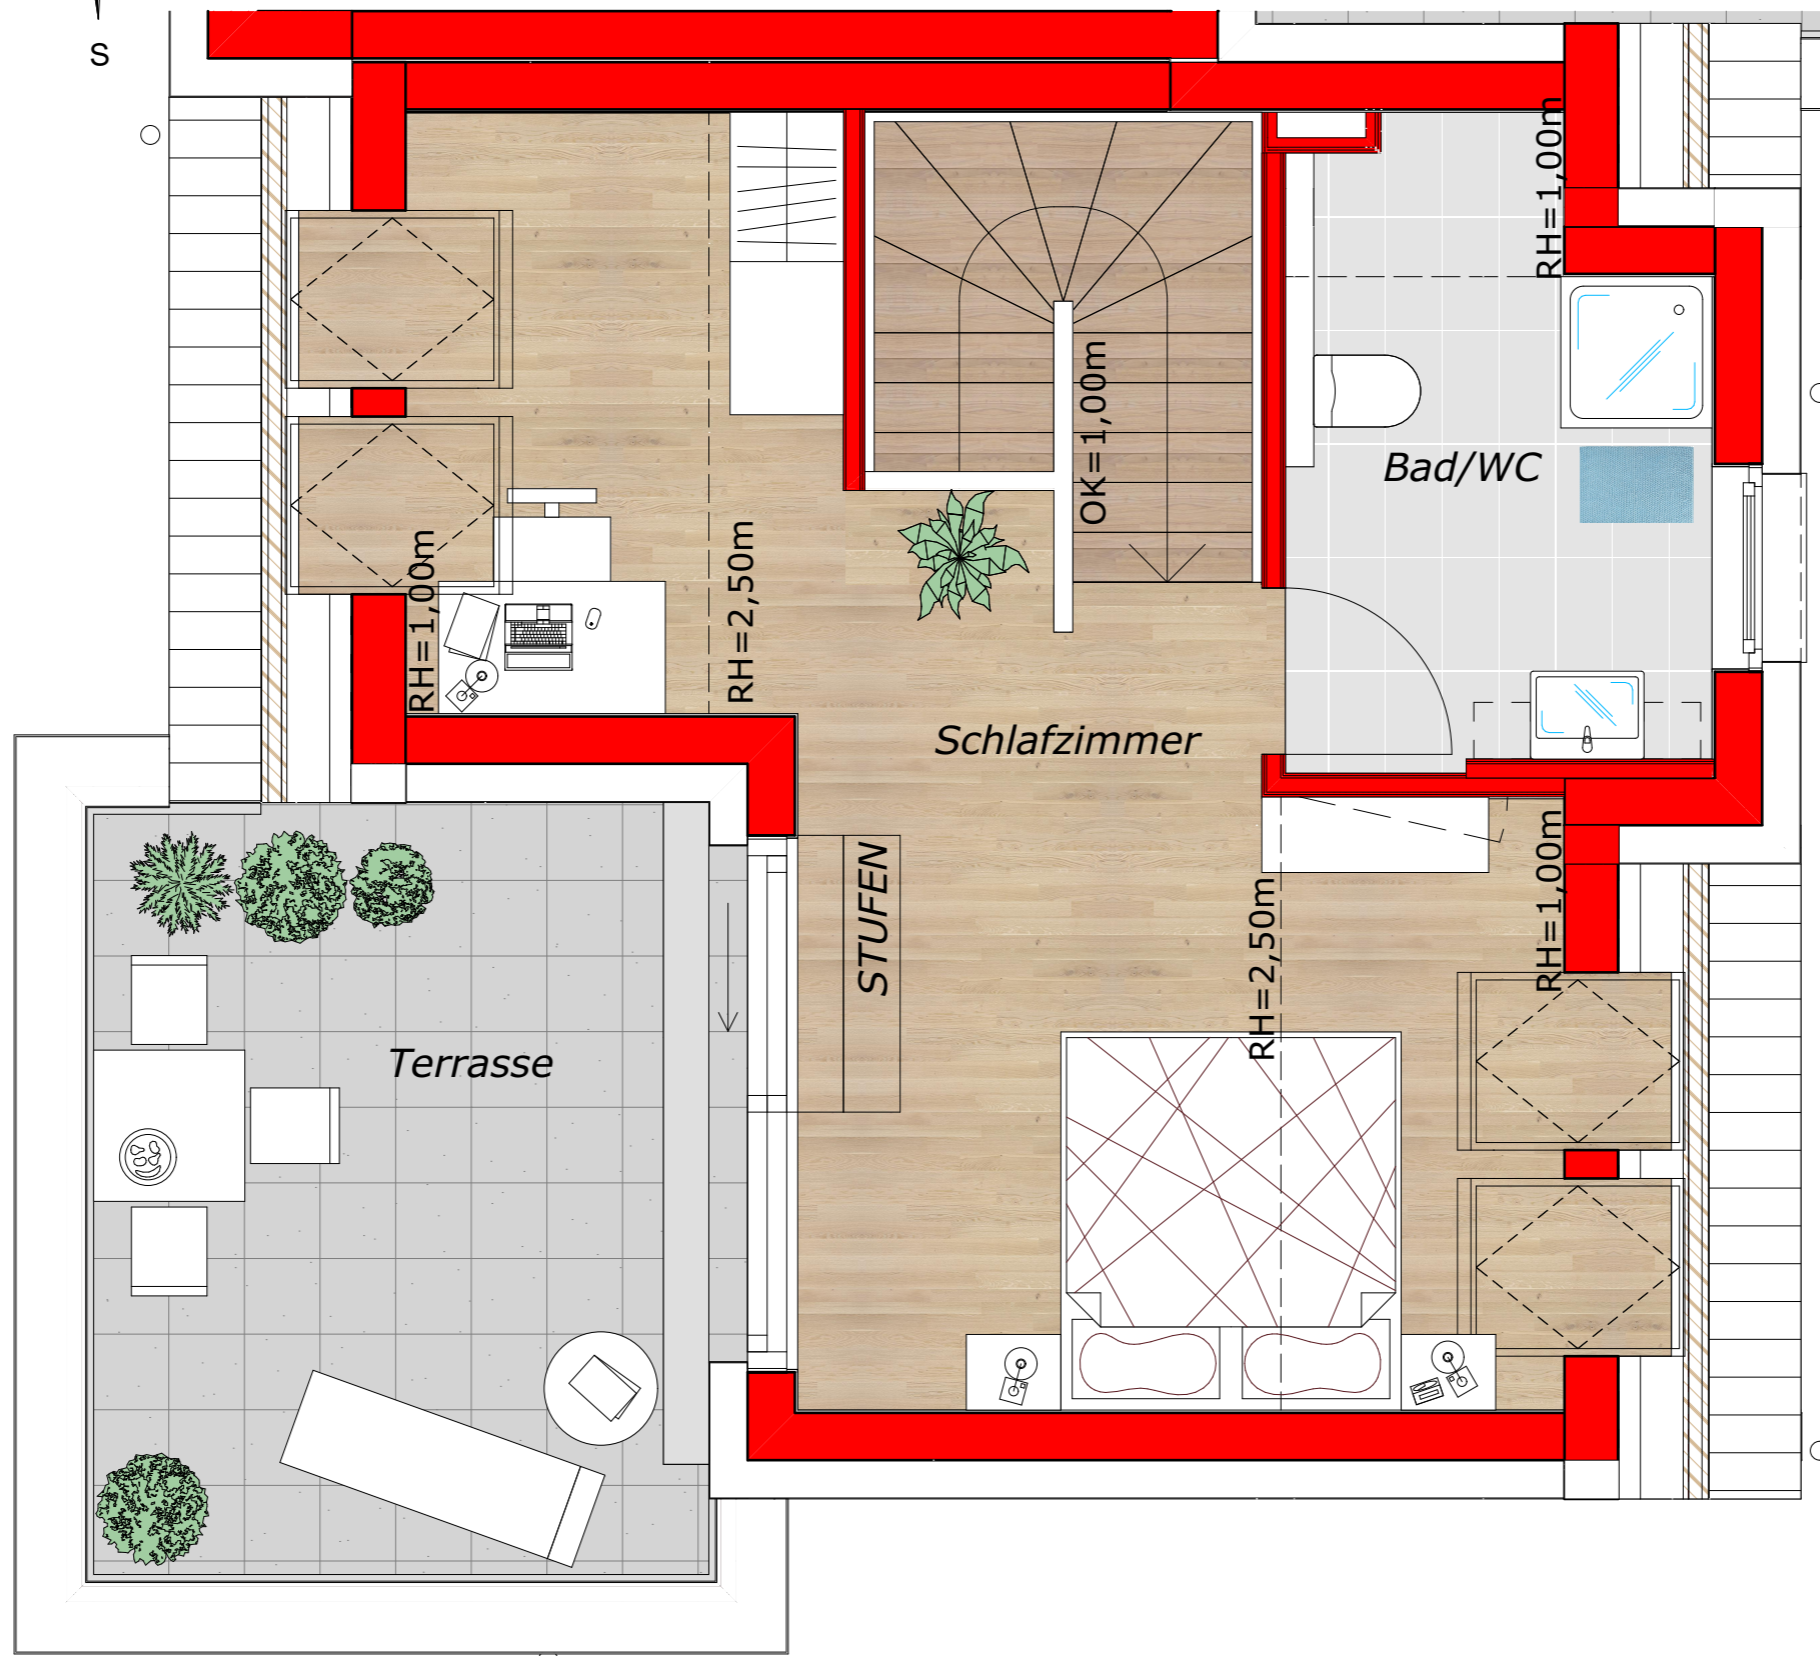 S
RH=1,00m
OK=1,00m
Bad/WC
RH=1,00m
RH=2,50m
Schlafzimmer
STUFEN
RH=2,50m
RH=1,00m
Terrasse